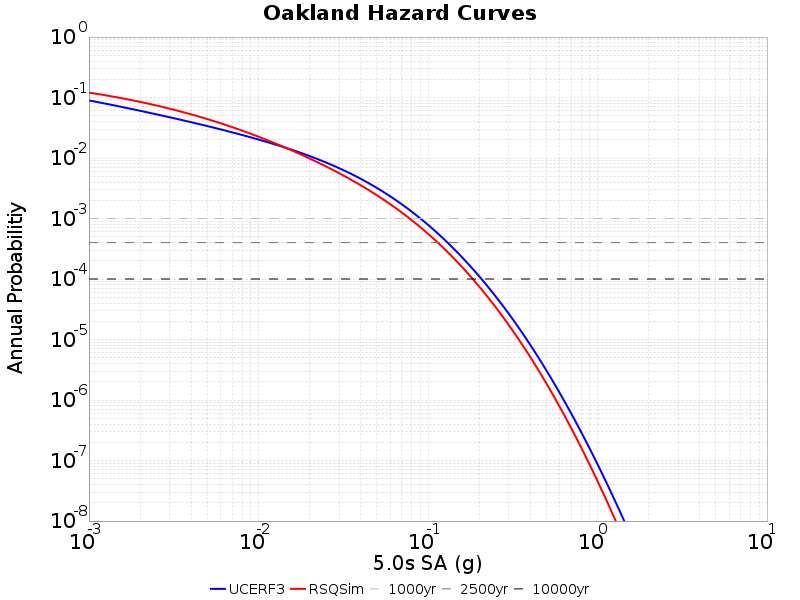 Oakland Hazard Curves
10^0
10^-1
10^-2
10^-3
10^-4
10^-5
10^-6
10^-7
10^-8
Annual Probabilitiy
10^-3 10^-2 10^-1 10^0 10^1
5.0s SA (g)
UCERF3 RSQSim 1000yr 2500yr 10000yr